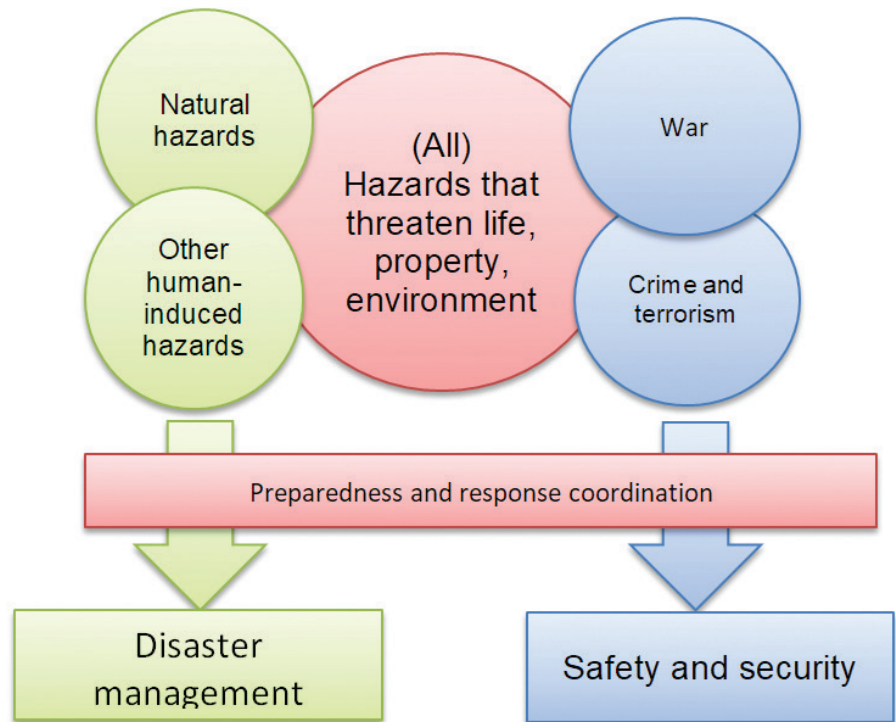 Natural
hazards
Other
human-
induced
hazards
(All)
Hazards that
threaten life,
property,
environment
War
Crime and
terrorism
Preparedness and response coordination
Disaster
management
Safety and security